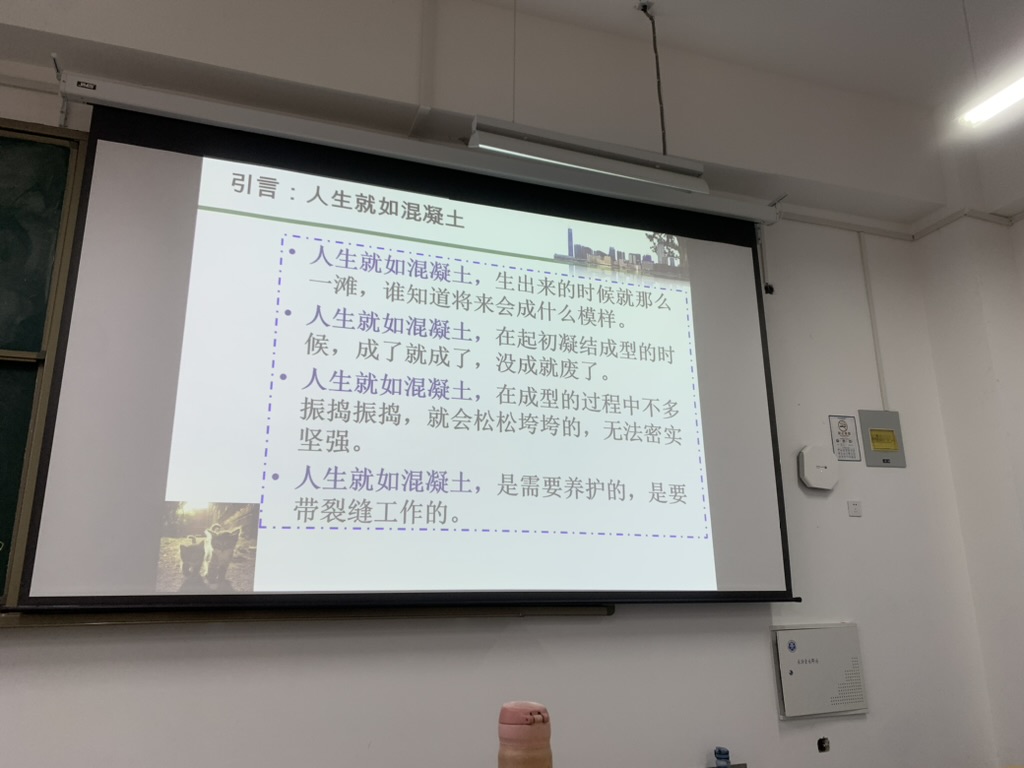 引言：人生就如混凝土
• 人生就如混凝土，生出来的时候就那么
一滩，谁知道将来会成什么模样。
• 人生就如混凝土，在起初凝结成型的时
候，成了就成了，没成就废了。
• 人生就如混凝土，在成型的过程中不多
振捣振捣，就会松松垮垮的，无法密实
坚强。
• 人生就如混凝土，是需要养护的，是要
带裂缝工作的。